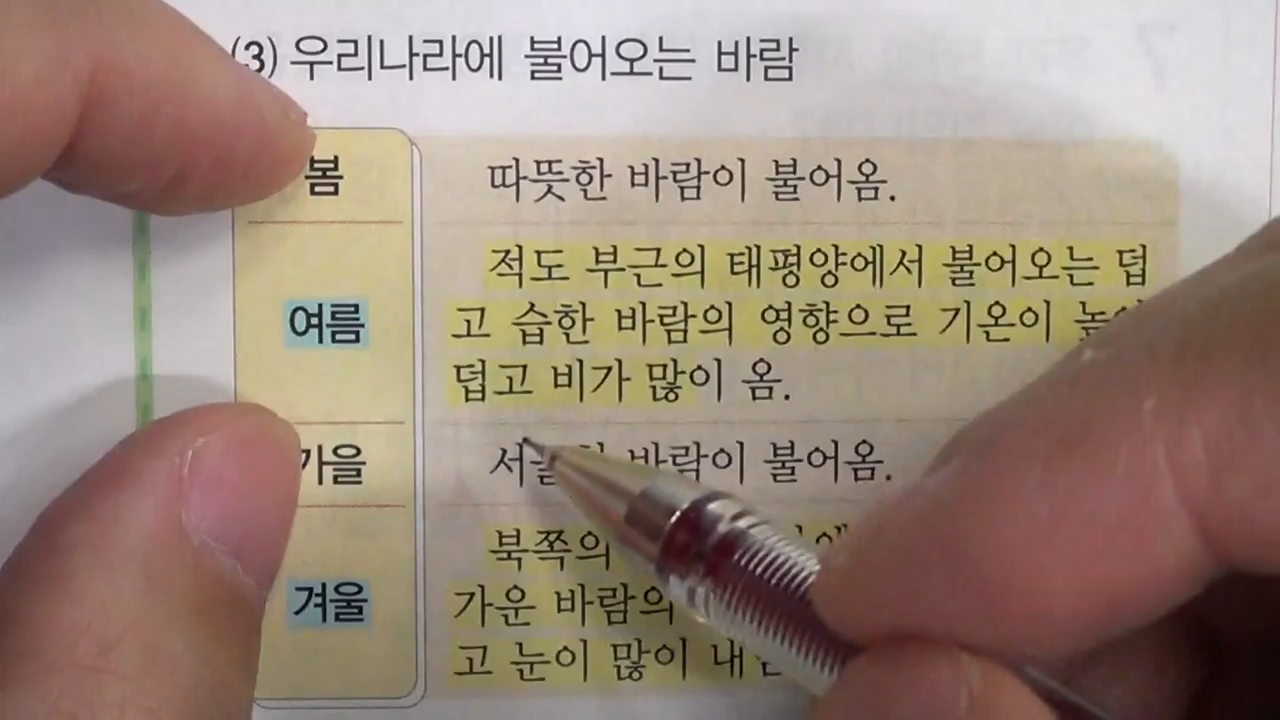 (3) 우리나라에 불어오는 바람
봄
따뜻한 바람이 불어옴.
여름
적도 부근의 태평양에서 불어오는 덥
고 습한 바람의 영향으로 기온이
덥고 비가 많이 옴.
가을
바람이 불어옴.
겨울
북쪽의
가운 바람의
고 눈이 많이